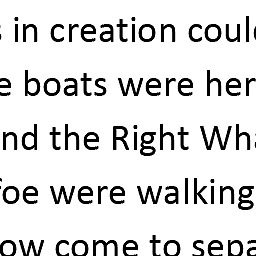 s in creation coul
e boats were her
nd the Right Wha
foe were walking
ow come to sepa